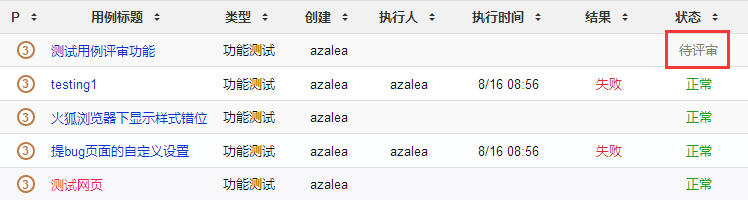 P 用例标题 类型 创建 执行人 执行时间 结果 状态
3 测试用例评审功能 功能测试 azalea 待评审
3 testing1 功能测试 azalea azalea 8/16 08:56 失败 正常
3 火狐浏览器下显示样式错位 功能测试 azalea 正常
3 提bug页面的自定义设置 功能测试 azalea azalea 8/16 08:56 失败 正常
3 测试网页 功能测试 azalea 正常